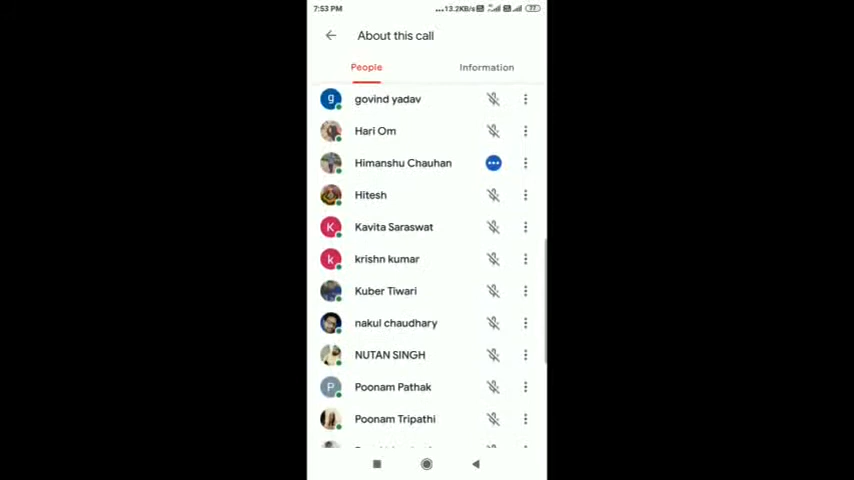 7:53 PM
...13.2KB/s
77
About this call
People
Information
g
govind yadav
Hari Om
Himanshu Chauhan
Hitesh
K
Kavita Saraswat
k
krishn kumar
Kuber Tiwari
nakul chaudhary
NUTAN SINGH
P
Poonam Pathak
Poonam Tripathi